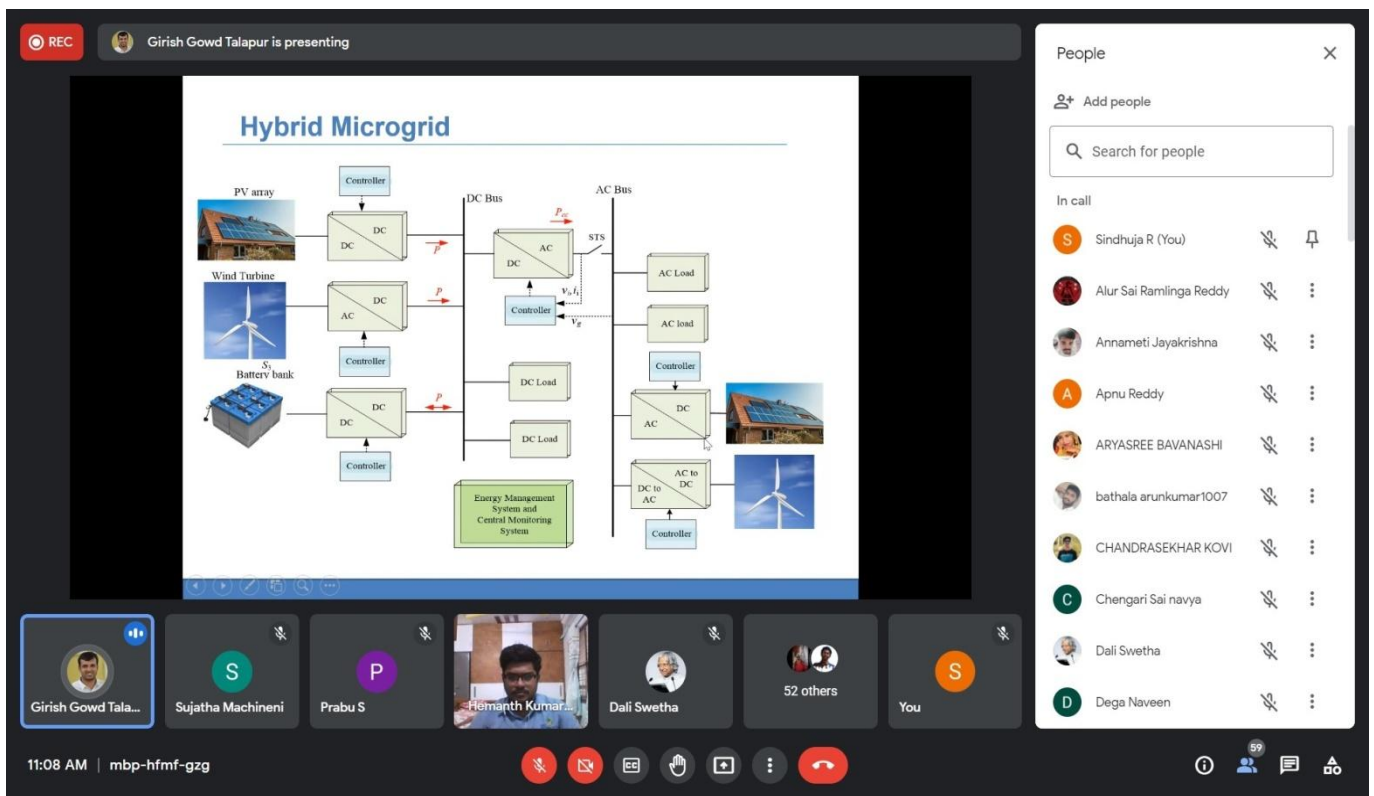 REC
Girish Gowd Talapur is presenting
Hybrid Microgrid
PV array
Controller
DC
DC
P
Wind Turbine
DC
AC
P
Controller
S3
Battery bank
DC
DC
P
Controller
DC Bus
AC
DC
Pac
STS
Controller
vg
AC Bus
DC Load
DC Load
Energy Management
System and
Central Monitoring
System
AC Load
AC load
Controller
DC
AC
AC to
DC
DC to
AC
Controller
People
Add people
Search for people
In call
Sindhuja R (You)
S
Alur Sai Ramlinga Reddy
Annameti Jayakrishna
Apnu Reddy
A
ARYASREE BAVANASHI
bathala arunkumar1007
CHANDRASEKHAR KOVI
Chengari Sai navya
C
Dali Swetha
Dega Naveen
D
Girish Gowd Tala...
S
Sujatha Machineni
P
Prabu S
Hemanth Kumar...
Dali Swetha
52 others
S
You
11:08 AM | mbp-hfmf-gzg
CC
59